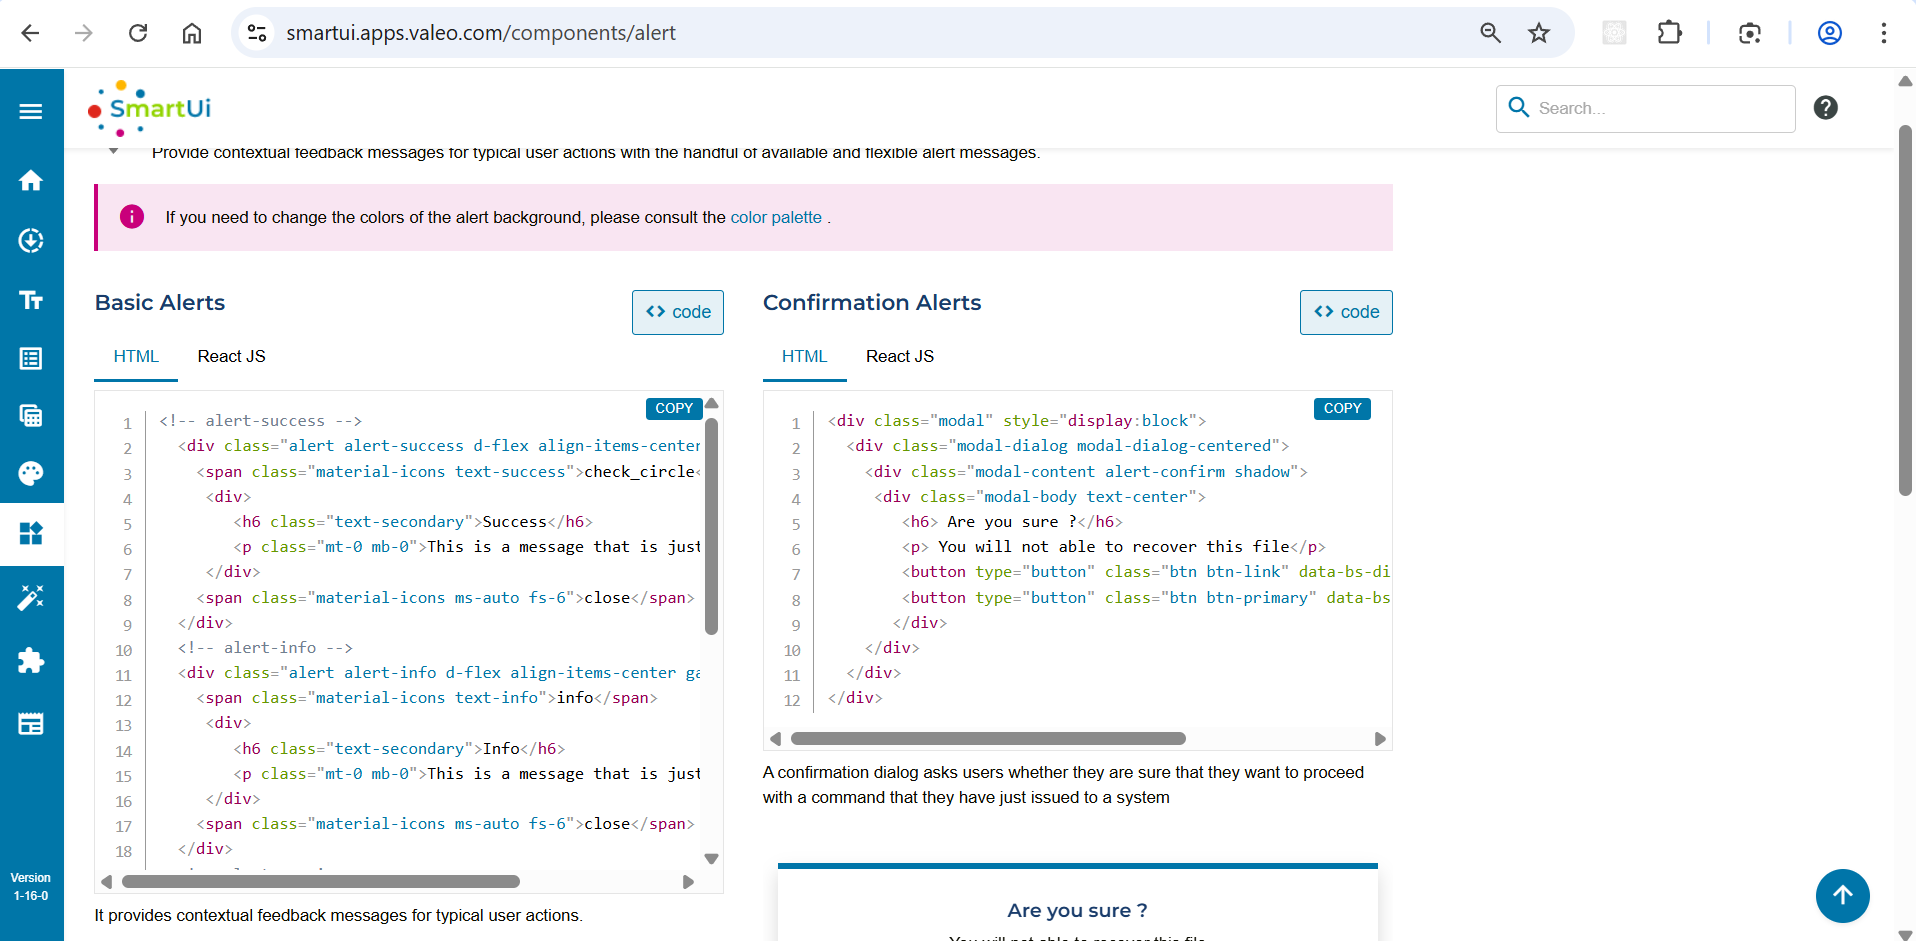 smartui.apps.valeo.com/components/alert
SmartUi
Search...
Provide contextual feedback messages for typical user actions with the handful of available and flexible alert messages.
If you need to change the colors of the alert background, please consult the color palette .
Basic Alerts
<> code
HTML
React JS
COPY
1 <!-- alert-success -->
2 <div class="alert alert-success d-flex align-items-center
3 <span class="material-icons text-success">check_circle<
4 <div>
5 <h6 class="text-secondary">Success</h6>
6 <p class="mt-0 mb-0">This is a message that is just
7 </div>
8 <span class="material-icons ms-auto fs-6">close</span>
9 </div>
10 <!-- alert-info -->
11 <div class="alert alert-info d-flex align-items-center ga
12 <span class="material-icons text-info">info</span>
13 <div>
14 <h6 class="text-secondary">Info</h6>
15 <p class="mt-0 mb-0">This is a message that is just
16 </div>
17 <span class="material-icons ms-auto fs-6">close</span>
18 </div>
It provides contextual feedback messages for typical user actions.
Confirmation Alerts
<> code
HTML
React JS
COPY
1 <div class="modal" style="display:block">
2 <div class="modal-dialog modal-dialog-centered">
3 <div class="modal-content alert-confirm shadow">
4 <div class="modal-body text-center">
5 <h6> Are you sure ?</h6>
6 <p> You will not able to recover this file</p>
7 <button type="button" class="btn btn-link" data-bs-di
8 <button type="button" class="btn btn-primary" data-bs
9 </div>
10 </div>
11 </div>
12 </div>
A confirmation dialog asks users whether they are sure that they want to proceed
with a command that they have just issued to a system
Are you sure ?
You will not able to recover this file
Version
1-16-0